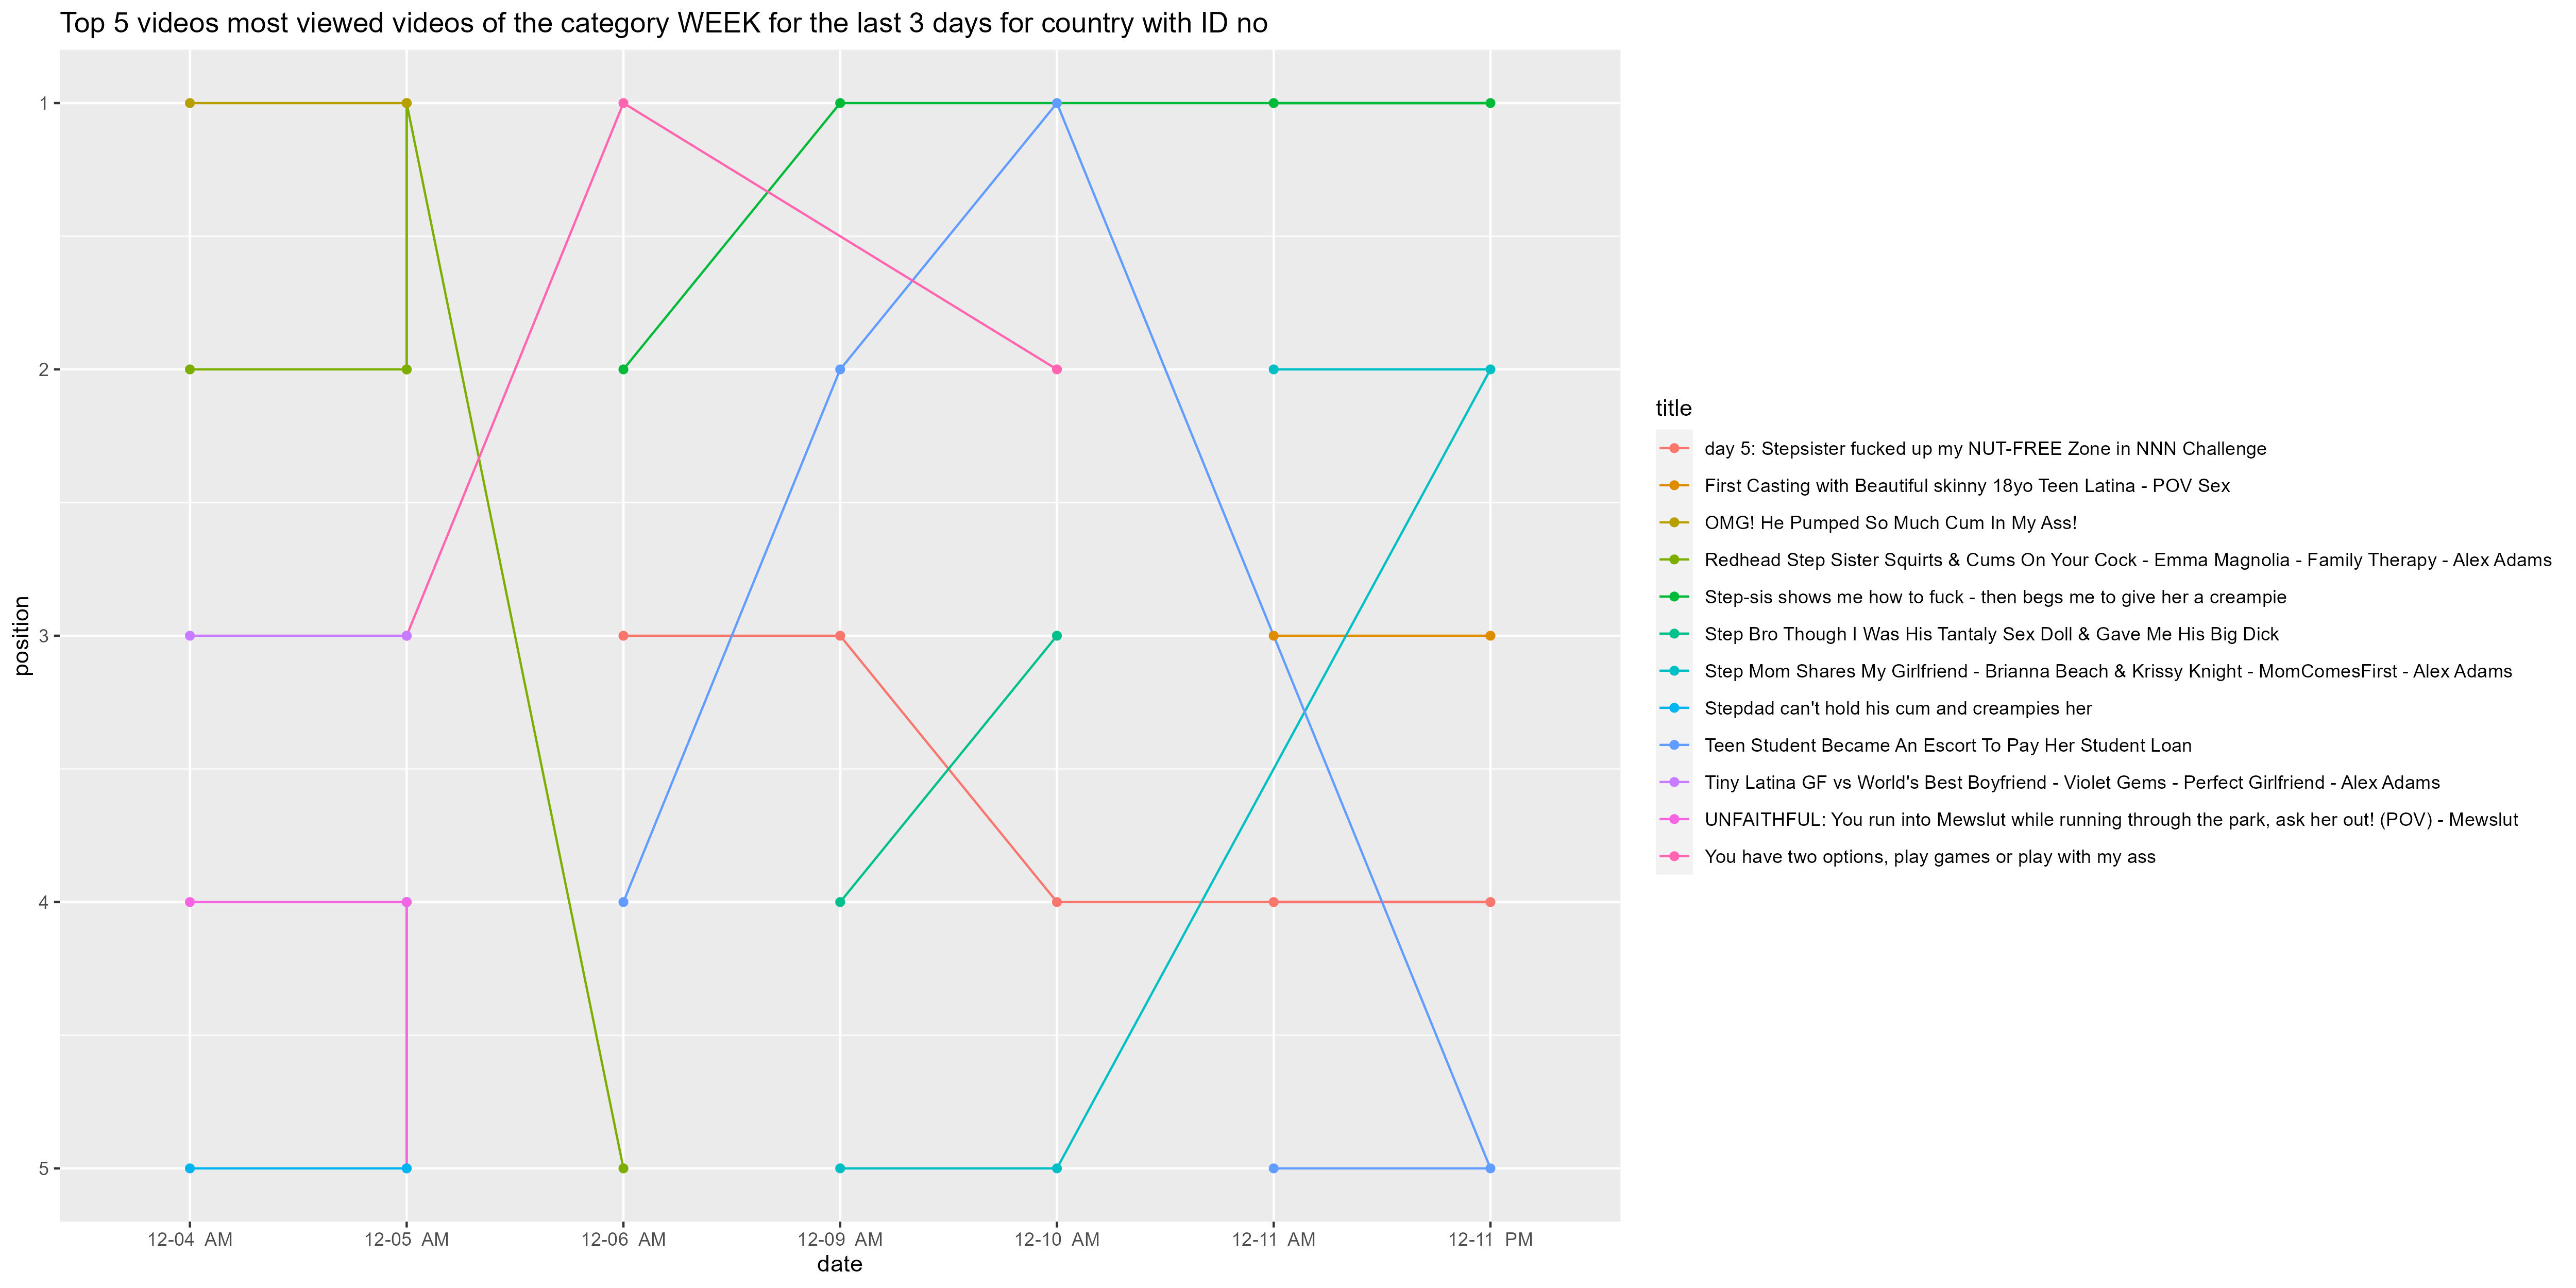 Top 5 videos most viewed videos of the category WEEK for the last 3 days for country with ID no
1
2
3
4
5
position
12-04 AM
12-05 AM
12-06 AM
12-09 AM
12-10 AM
12-11 AM
12-11 PM
date
title
day 5: Stepsister fucked up my NUT-FREE Zone in NNN Challenge
First Casting with Beautiful skinny 18yo Teen Latina - POV Sex
OMG! He Pumped So Much Cum In My Ass!
Redhead Step Sister Squirts & Cums On Your Cock - Emma Magnolia - Family Therapy - Alex Adams
Step-sis shows me how to fuck - then begs me to give her a creampie
Step Bro Though I Was His Tantaly Sex Doll & Gave Me His Big Dick
Step Mom Shares My Girlfriend - Brianna Beach & Krissy Knight - MomComesFirst - Alex Adams
Stepdad can't hold his cum and creampies her
Teen Student Became An Escort To Pay Her Student Loan
Tiny Latina GF vs World's Best Boyfriend - Violet Gems - Perfect Girlfriend - Alex Adams
UNFAITHFUL: You run into Mewslut while running through the park, ask her out! (POV) - Mewslut
You have two options, play games or play with my ass